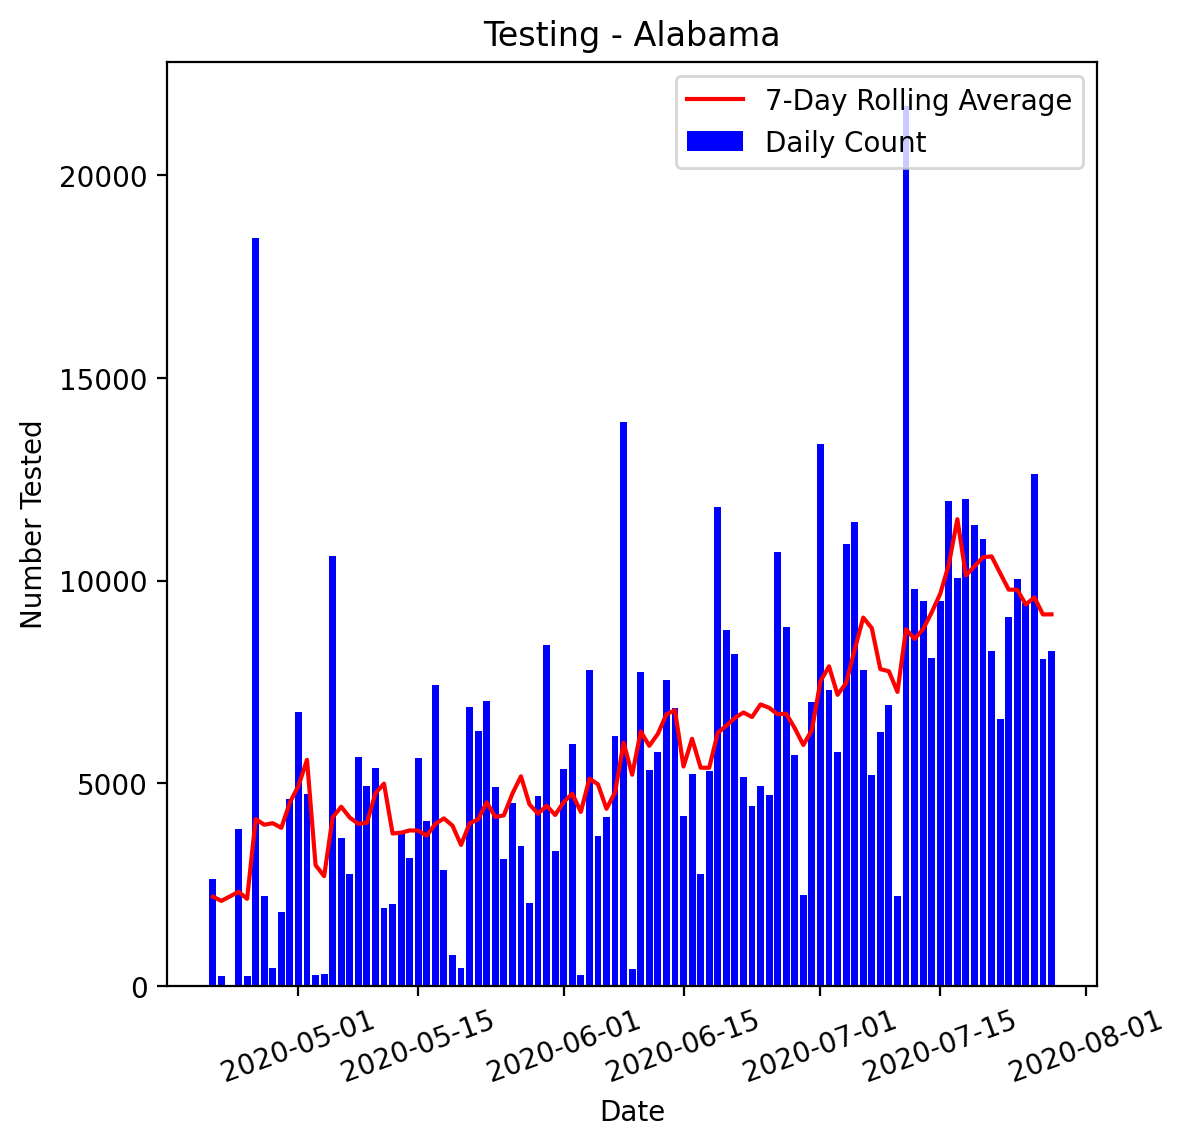 Testing - Alabama
7-Day Rolling Average
Daily Count
Number Tested
20000
15000
10000
5000
0
2020-05-01
2020-05-15
2020-06-01
2020-06-15
2020-07-01
2020-07-15
2020-08-01
Date